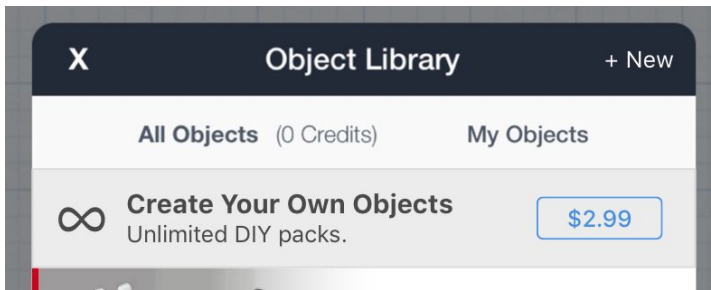 X Object Library + New
All Objects (0 Credits) My Objects
Create Your Own Objects $2.99
Unlimited DIY packs.